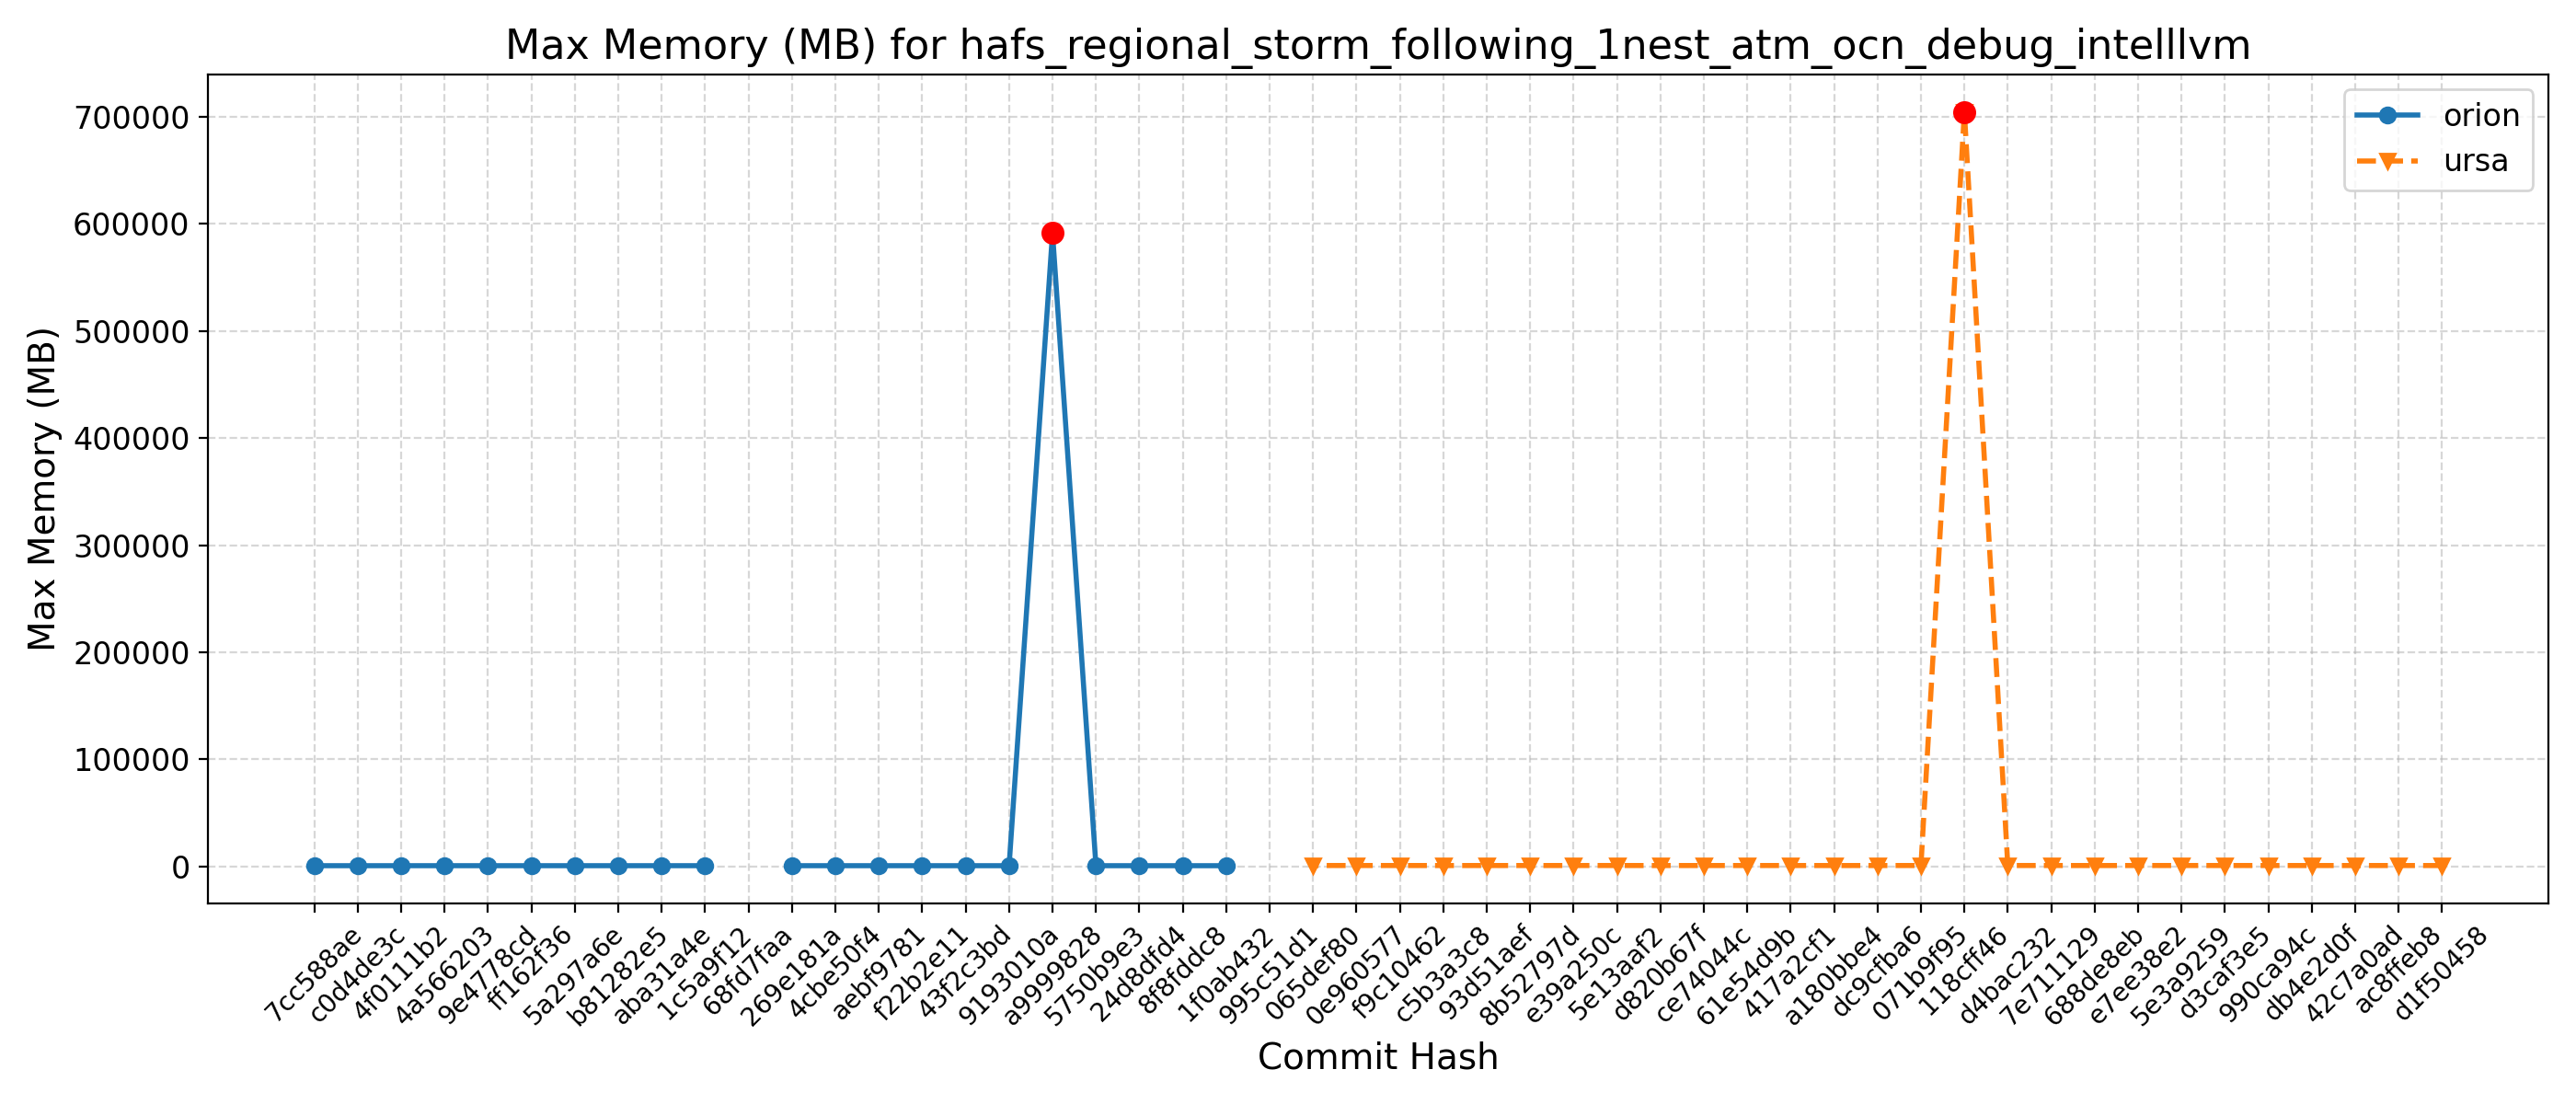 Max Memory (MB) for hafs_regional_storm_following_1nest_atm_ocn_debug_intelllvm
orion
ursa
Max Memory (MB)
700000
600000
500000
400000
300000
200000
100000
0
7cc588ae
c0d4de3c
4f0111b2
4a566203
9e4778cd
ff162f36
5a297a6e
b81282e5
aba31a4e
1c5a9f12
68fd7faa
269e181a
4cbe50f4
aebf9781
f22b2e11
43f2c3bd
9193010a
a9999828
5750b9e3
24d8dfd4
8f8fddc8
1f0ab432
995c51d1
065def80
0e960577
f9c10462
c5b3a3c8
93d51aef
8b52797d
e39a250c
5e13aaf2
d820b67f
ce74044c
61e54d9b
417a2cf1
a180bbe4
dc9cfba6
071b9f95
118cff46
d4bac232
7e711129
688de8eb
e7ee38e2
5e3a9259
d3caf3e5
990ca94c
db4e2d0f
42c7a0ad
ac8ffeb8
d1f50458
Commit Hash